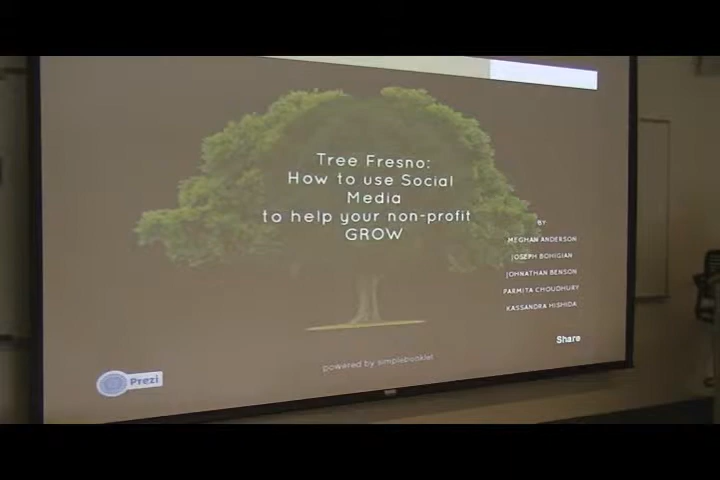 Tree Fresno:
How to use Social
Media
to help your non-profit
GROW
BY
MEGHAN ANDERSON
JOSEPH BOHIGIAN
JOHNATHAN BENSON
PARMITA CHOUDHURY
KASSANDRA HISHIDA
Share
powered by simplebooklet
Prezi